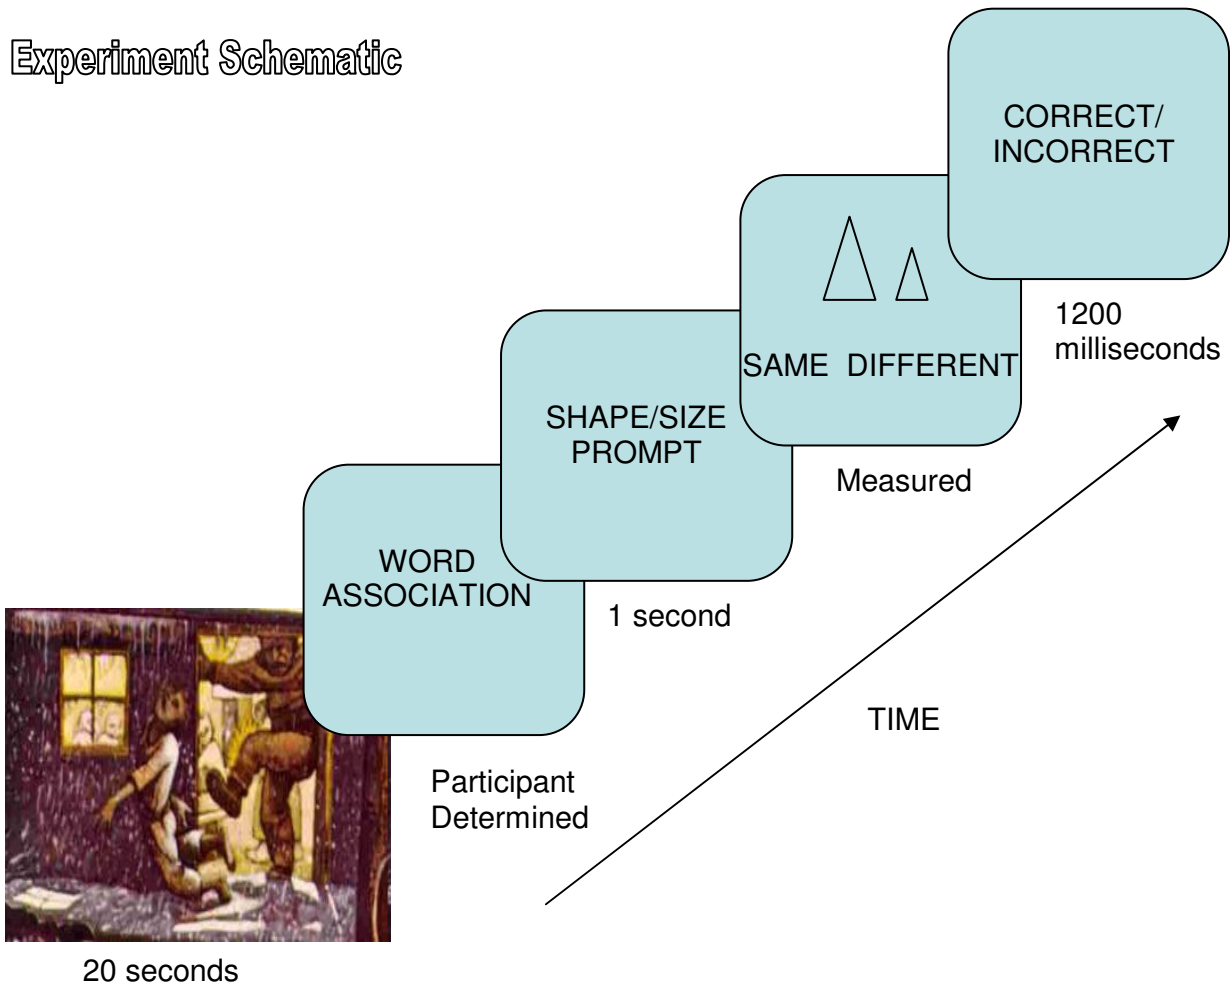 Experiment Schematic
CORRECT/
INCORRECT
1200
milliseconds
SAME DIFFERENT
Measured
SHAPE/SIZE
PROMPT
1 second
WORD
ASSOCIATION
Participant
Determined
TIME
20 seconds